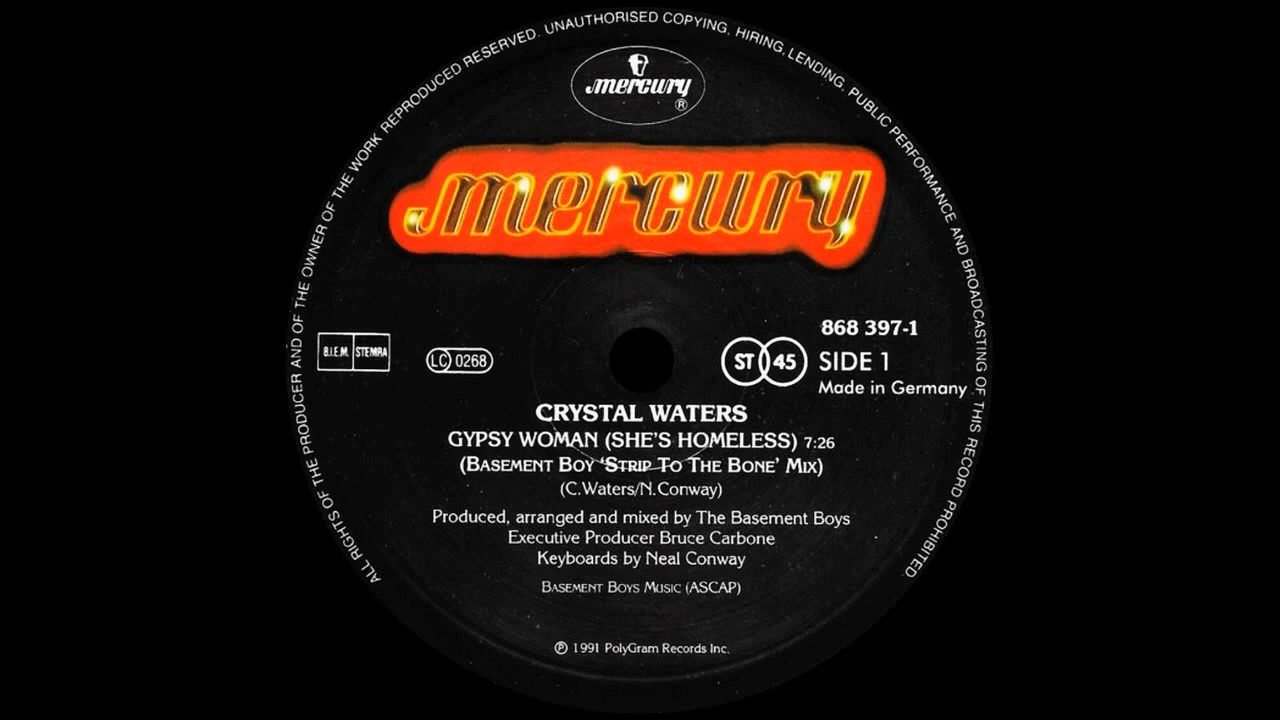 ALL RIGHTS OF THE PRODUCER AND OF THE OWNER OF THE WORK REPRODUCED RESERVED. UNAUTHORISED COPYING, HIRING, LENDING, PUBLIC PERFORMANCE AND BROADCASTING OF THIS RECORD PROHIBITED.
mercury
®
mercury
B.I.E.M. STEMRA
LC 0268
ST 45
868 397-1
SIDE 1
Made in Germany
CRYSTAL WATERS
GYPSY WOMAN (SHE'S HOMELESS) 7:26
(BASEMENT BOY 'STRIP TO THE BONE' MIX)
(C.Waters/N.Conway)
Produced, arranged and mixed by The Basement Boys
Executive Producer Bruce Carbone
Keyboards by Neal Conway
BASEMENT BOYS MUSIC (ASCAP)
℗ 1991 PolyGram Records Inc.